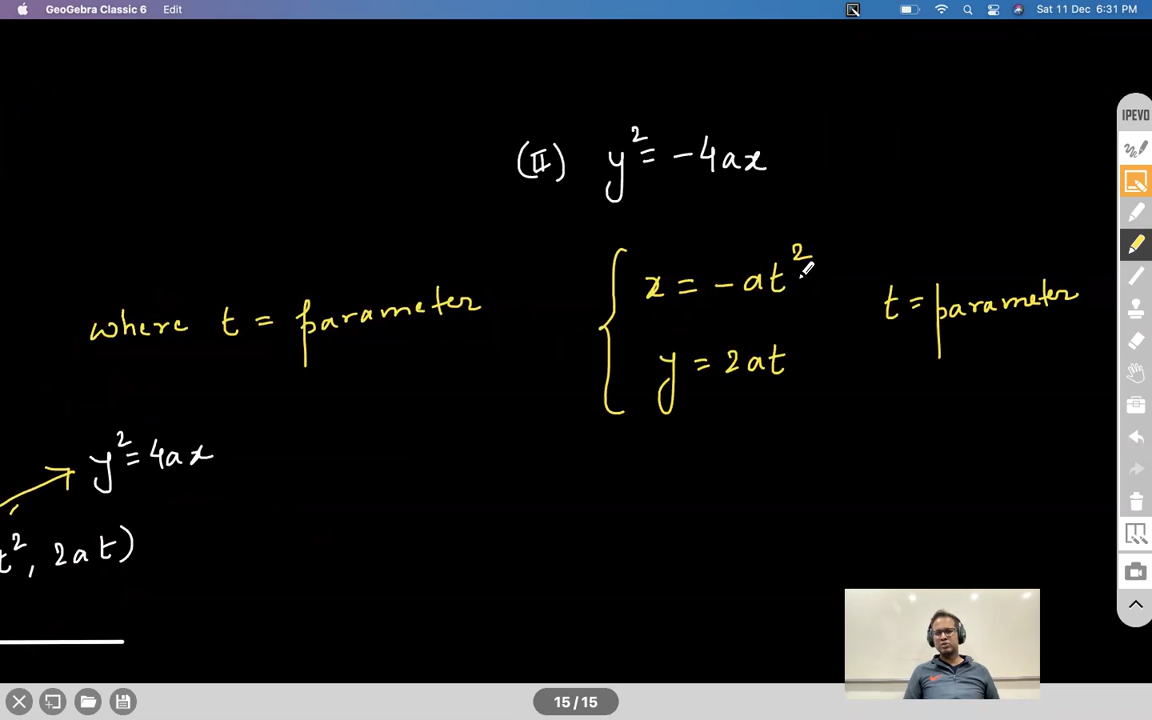 GeoGebra Classic 6 Edit Sat 11 Dec 6:31 PM
IPEVO
(II) y² = -4ax
where t = parameter
x = -at²
y = 2at
t = parameter
y² = 4ax
t², 2at)
15/15